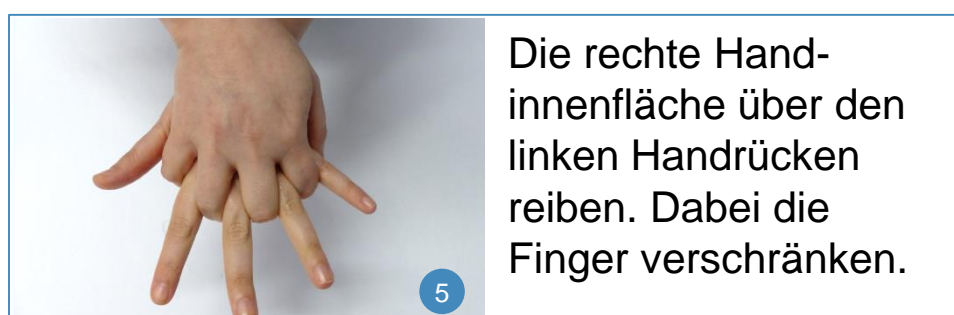 Die rechte Hand-
innenfläche über den
linken Handrücken
reiben. Dabei die
Finger verschränken.
5